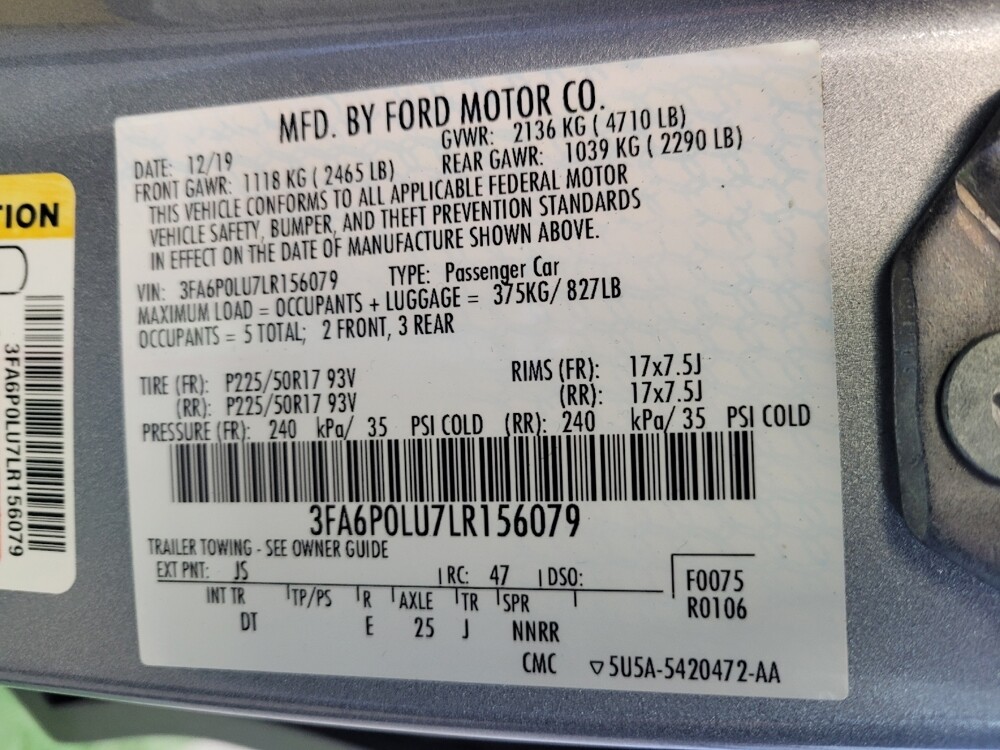 MFD. BY FORD MOTOR CO.
DATE: 12/19 GVWR: 2136 KG ( 4710 LB)
FRONT GAWR: 1118 KG ( 2465 LB) REAR GAWR: 1039 KG ( 2290 LB)
THIS VEHICLE CONFORMS TO ALL APPLICABLE FEDERAL MOTOR
VEHICLE SAFETY, BUMPER, AND THEFT PREVENTION STANDARDS
IN EFFECT ON THE DATE OF MANUFACTURE SHOWN ABOVE.
VIN: 3FA6P0LU7LR156079 TYPE: Passenger Car
MAXIMUM LOAD = OCCUPANTS + LUGGAGE = 375KG/ 827LB
OCCUPANTS = 5 TOTAL; 2 FRONT, 3 REAR
TIRE (FR): P225/50R17 93V RIMS (FR): 17x7.5J
(RR): P225/50R17 93V (RR): 17x7.5J
PRESSURE (FR): 240 kPa/ 35 PSI COLD (RR): 240 kPa/ 35 PSI COLD
3FA6P0LU7LR156079
TRAILER TOWING - SEE OWNER GUIDE
EXT PNT: JS RC: 47 DSO:
F0075
R0106
INT TR TP/PS R AXLE TR SPR
DT E 25 J NNRR
CMC ▽5U5A-5420472-AA
TION
3FA6P0LU7LR156079